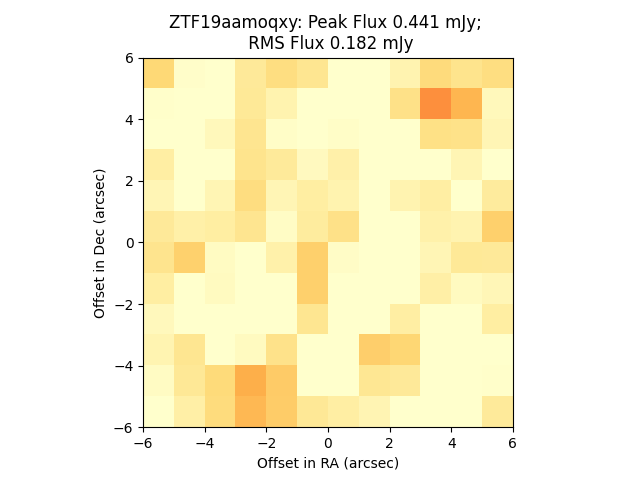 ZTF19aamoqxy: Peak Flux 0.441 mJy;
RMS Flux 0.182 mJy
6
4
2
0
−2
−4
−6
Offset in Dec (arcsec)
−6 −4 −2 0 2 4 6
Offset in RA (arcsec)